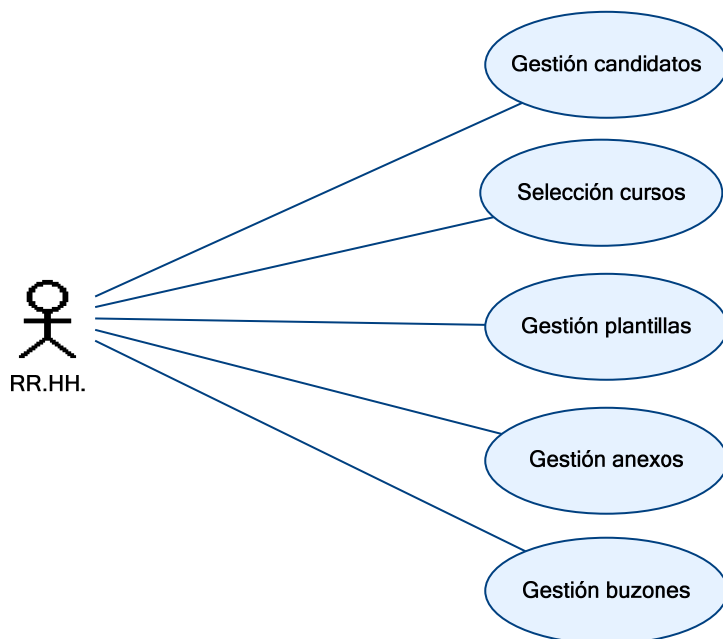 Gestión candidatos
Selección cursos
Gestión plantillas
RR.HH.
Gestión anexos
Gestión buzones